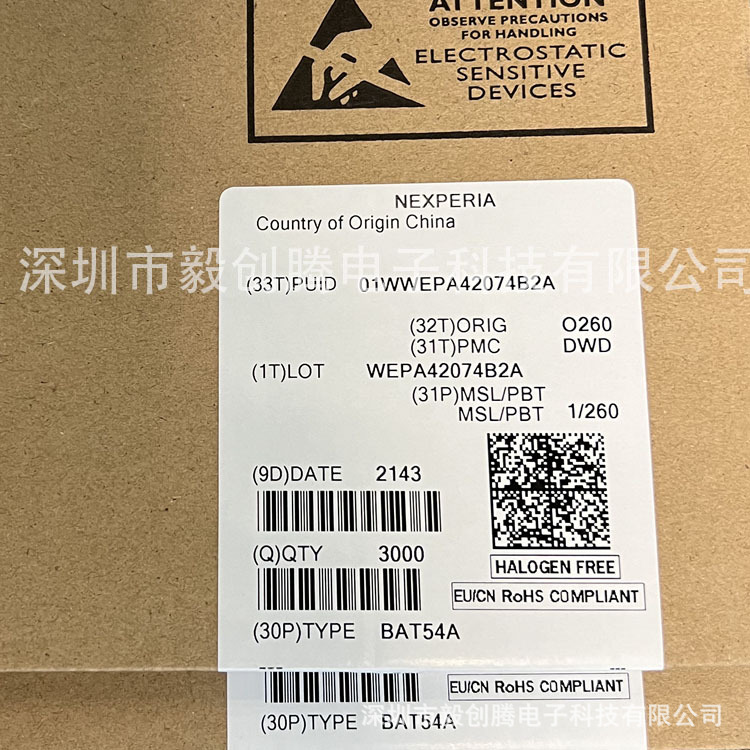 ATTENTION
OBSERVE PRECAUTIONS
FOR HANDLING
ELECTROSTATIC
SENSITIVE
DEVICES
NEXPERIA
Country of Origin China
深圳市毅创腾电子科技有限公司
(33T)PUID 01WWEPA42074B2A
(32T)ORIG O260
(31T)PMC DWD
(1T)LOT WEPA42074B2A
(31P)MSL/PBT
MSL/PBT 1/260
(9D)DATE 2143
(Q)QTY 3000
HALOGEN FREE
EU/CN RoHS COMPLIANT
(30P)TYPE BAT54A
EU/CN RoHS COMPLIANT
(30P)TYPE BAT54A
深圳市毅创腾电子科技有限公司